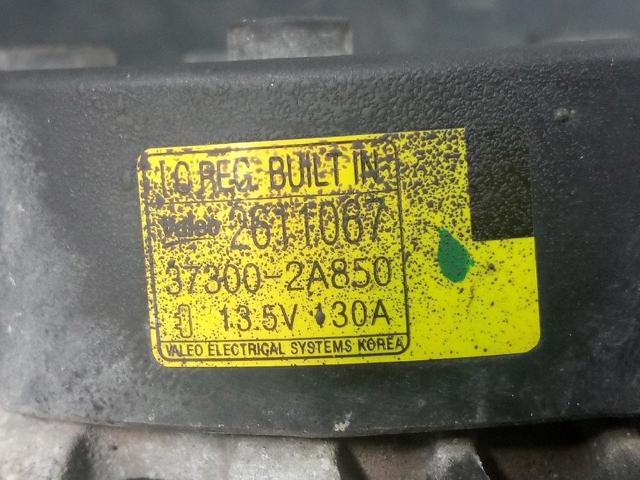 I.C REG. BUILT IN
Valeo 2611067
37300-2A850
13.5V 130A
VALEO ELECTRICAL SYSTEMS KOREA